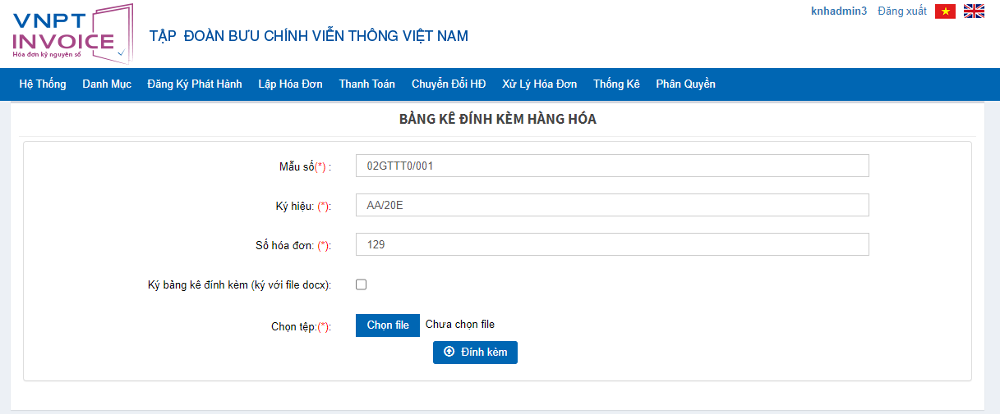 VNPT
INVOICE
Hóa đơn kỷ nguyên số
TẬP ĐOÀN BƯU CHÍNH VIỄN THÔNG VIỆT NAM
knhadmin3 Đăng xuất
Hệ Thống Danh Mục Đăng Ký Phát Hành Lập Hóa Đơn Thanh Toán Chuyển Đổi HĐ Xử Lý Hóa Đơn Thống Kê Phân Quyền
BẢNG KÊ ĐÍNH KÈM HÀNG HÓA
Mẫu số(*) : 02GTTT0/001
Ký hiệu: (*): AA/20E
Số hóa đơn: (*): 129
Ký bảng kê đính kèm (ký với file docx):
Chọn tệp:(*): Chọn file Chưa chọn file
Đính kèm